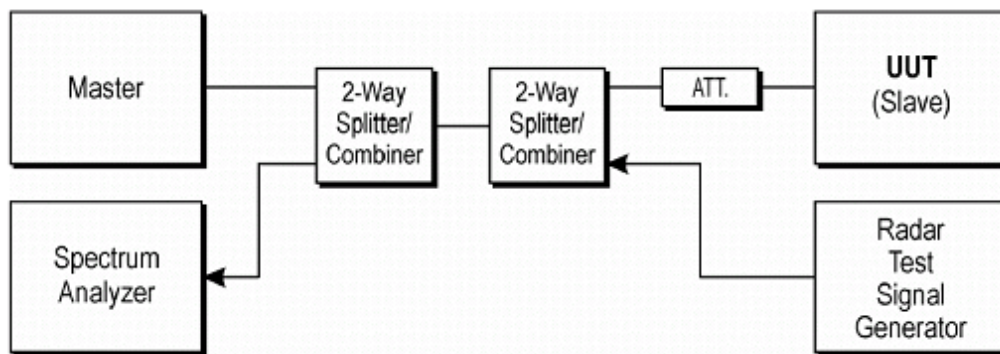 Master
2-Way
Splitter/
Combiner
2-Way
Splitter/
Combiner
ATT.
UUT
(Slave)
Spectrum
Analyzer
Radar
Test
Signal
Generator